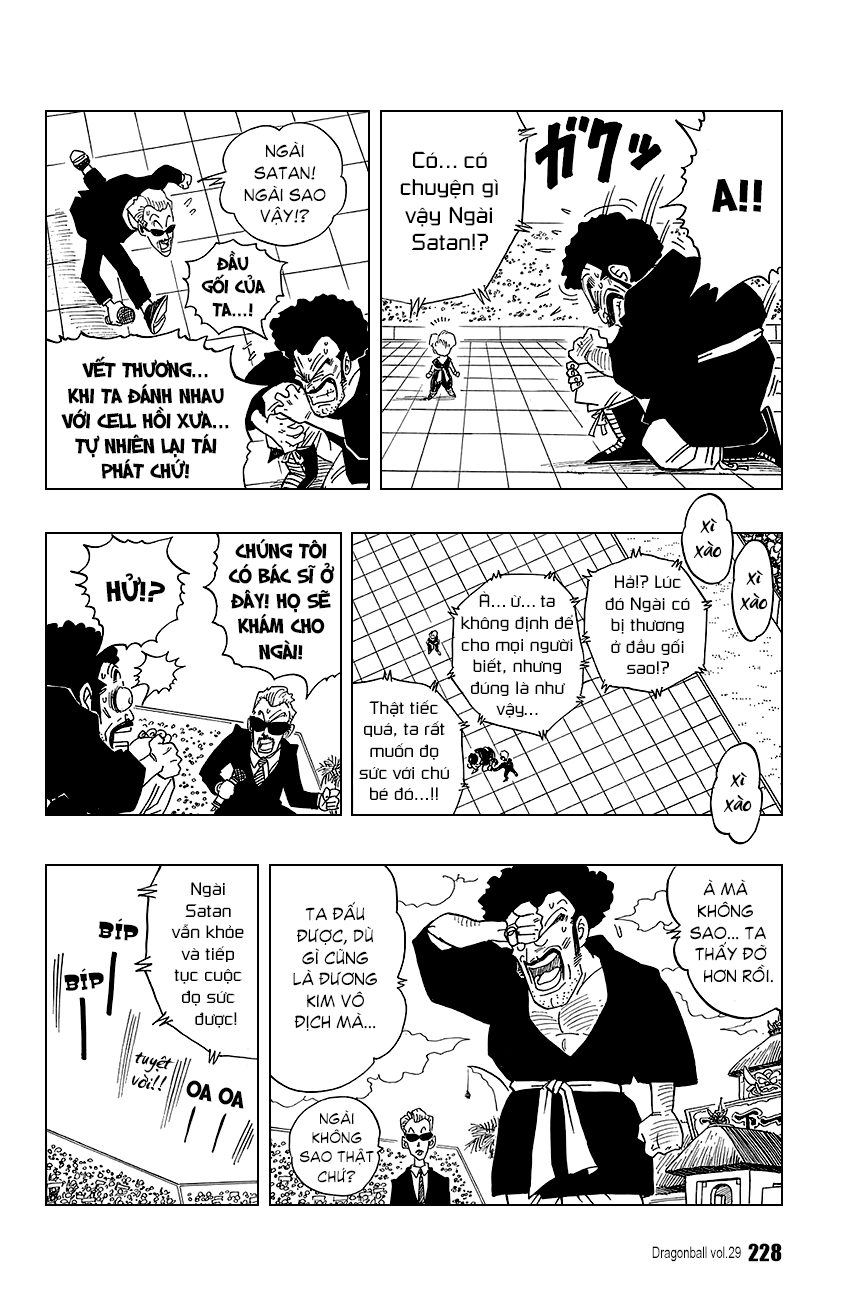 A!!
ガクッ
Có... có
chuyện gì
vậy Ngài
Satan!?
NGÀI
SATAN!
NGÀI SAO
VẬY!?
ĐẦU
GỐI CỦA
TA...!
VẾT THƯƠNG...
KHI TA ĐÁNH NHAU
VỚI CELL HỒI XƯA...
TỰ NHIÊN LẠI TÁI
PHÁT CHỨ!
Xì
xào
Xì
xào
Hả!? Lúc
đó Ngài có
bị thương
ở đầu gối
sao!?
À... ừ... ta
không định để
cho mọi người
biết, nhưng
đúng là như
vậy...
Thật tiếc
quá, ta rất
muốn đọ
sức với chú
bé đó...!!
Xì
xào
CHÚNG TÔI
CÓ BÁC SĨ Ở
ĐÂY! HỌ SẼ
KHÁM CHO
NGÀI!
HỬ!?
À MÀ
KHÔNG
SAO... TA
THẤY ĐỠ
HƠN RỒI.
TA ĐẤU
ĐƯỢC, DÙ
GÌ CŨNG
LÀ ĐƯƠNG
KIM VÔ
ĐỊCH MÀ...
NGÀI
KHÔNG
SAO THẬT
CHỨ?
Ngài
Satan
vẫn khỏe
và tiếp
tục cuộc
đọ sức
được!
BÍP
BÍP
tuyệt
vời!!
OA OA
Dragonball vol.29 228